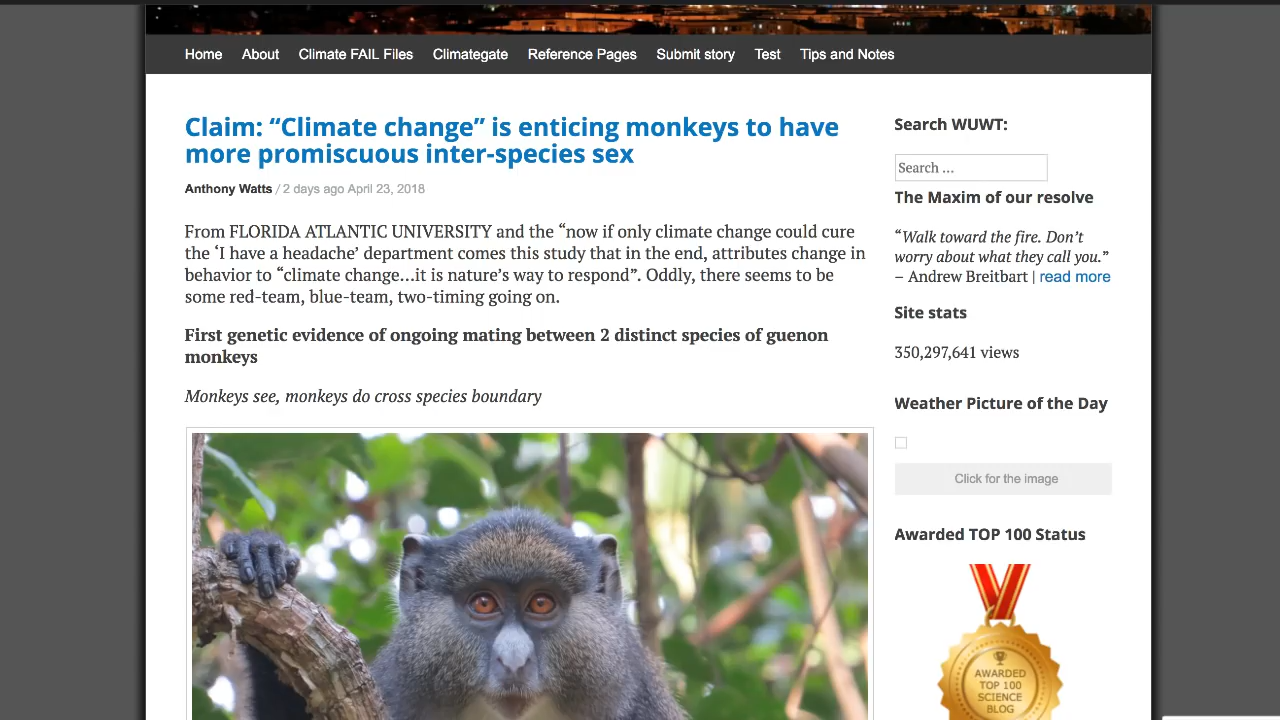 Home About Climate FAIL Files Climategate Reference Pages Submit story Test Tips and Notes
Claim: “Climate change” is enticing monkeys to have
more promiscuous inter-species sex
Anthony Watts / 2 days ago April 23, 2018
From FLORIDA ATLANTIC UNIVERSITY and the “now if only climate change could cure
the ‘I have a headache’ department comes this study that in the end, attributes change in
behavior to “climate change…it is nature’s way to respond”. Oddly, there seems to be
some red-team, blue-team, two-timing going on.
First genetic evidence of ongoing mating between 2 distinct species of guenon
monkeys
Monkeys see, monkeys do cross species boundary
Search WUWT:
Search …
The Maxim of our resolve
“Walk toward the fire. Don’t
worry about what they call you.”
– Andrew Breitbart | read more
Site stats
350,297,641 views
Weather Picture of the Day
Click for the image
Awarded TOP 100 Status
AWARDED
TOP 100
SCIENCE
BLOG